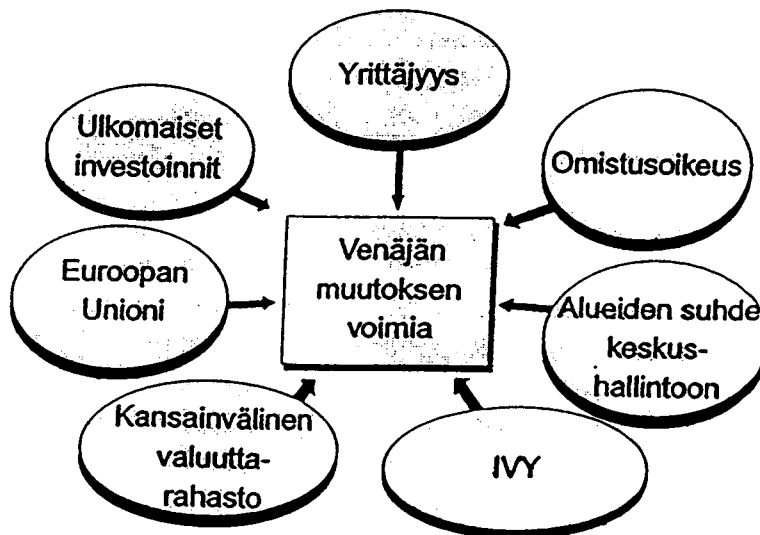 Yrittäjyys
Ulkomaiset
investoinnit
Omistusoikeus
Venäjän
muutoksen
voimia
Euroopan
Unioni
Alueiden suhde
keskus-
hallintoon
Kansainvälinen
valuutta-
rahasto
IVY